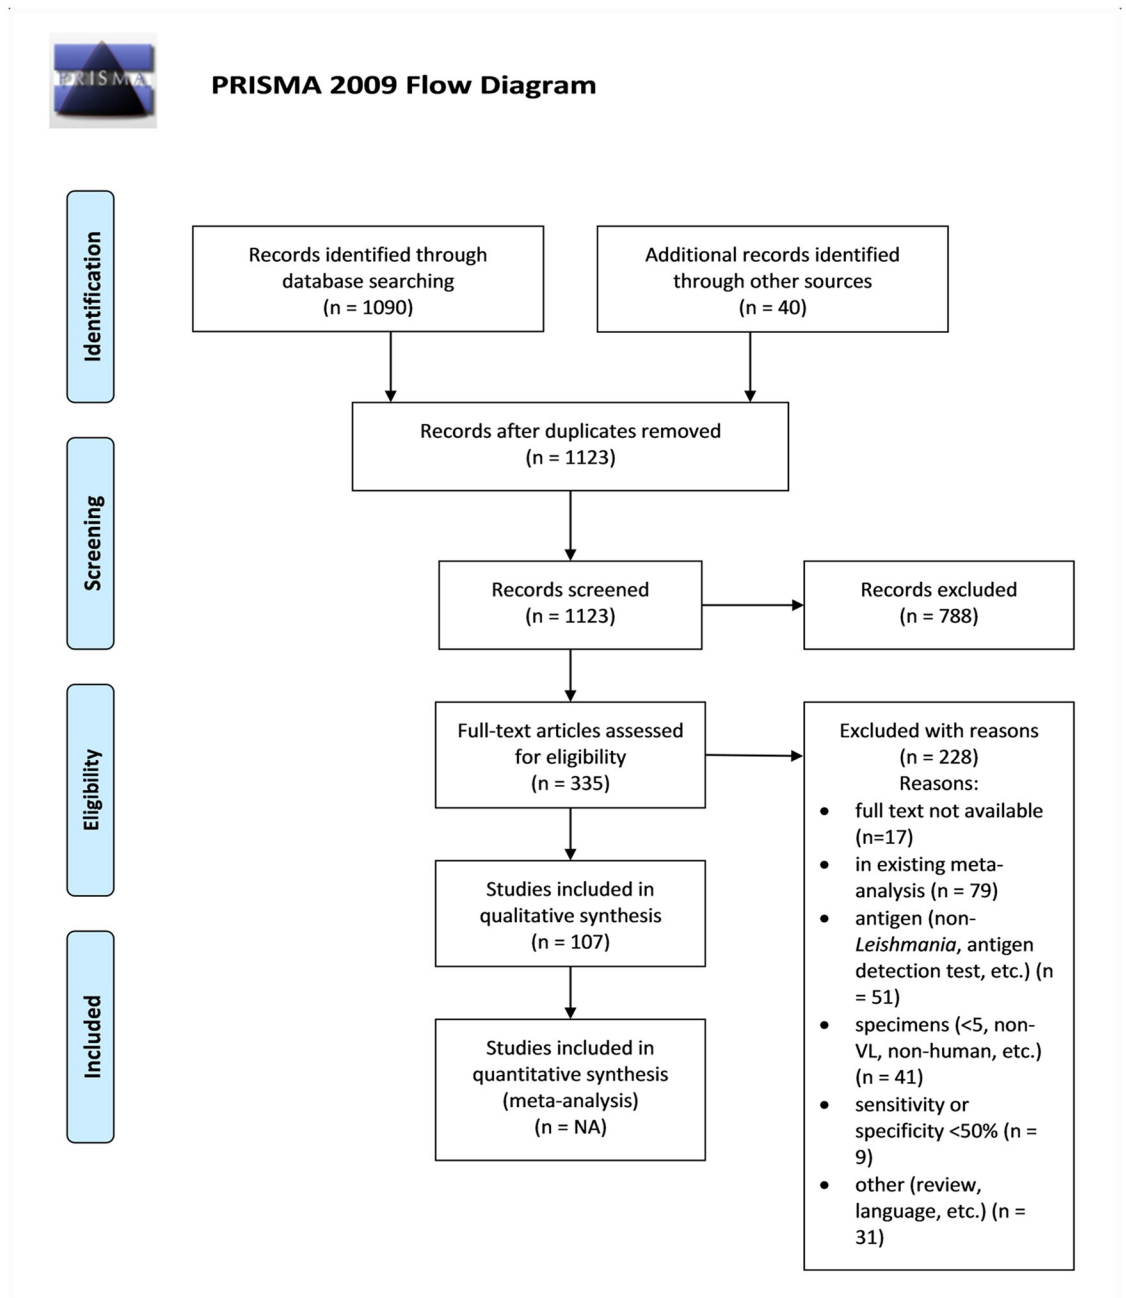 PRISMA
PRISMA 2009 Flow Diagram
Identification
Records identified through
database searching
(n = 1090)
Additional records identified
through other sources
(n = 40)
Records after duplicates removed
(n = 1123)
Screening
Records screened
(n = 1123)
Records excluded
(n = 788)
Eligibility
Full-text articles assessed
for eligibility
(n = 335)
Excluded with reasons
(n = 228)
Reasons:
• full text not available
(n=17)
• in existing meta-
analysis (n = 79)
• antigen (non-
Leishmania, antigen
detection test, etc.) (n
= 51)
• specimens (<5, non-
VL, non-human, etc.)
(n = 41)
• sensitivity or
specificity <50% (n =
9)
• other (review,
language, etc.) (n =
31)
Studies included in
qualitative synthesis
(n = 107)
Included
Studies included in
quantitative synthesis
(meta-analysis)
(n = NA)